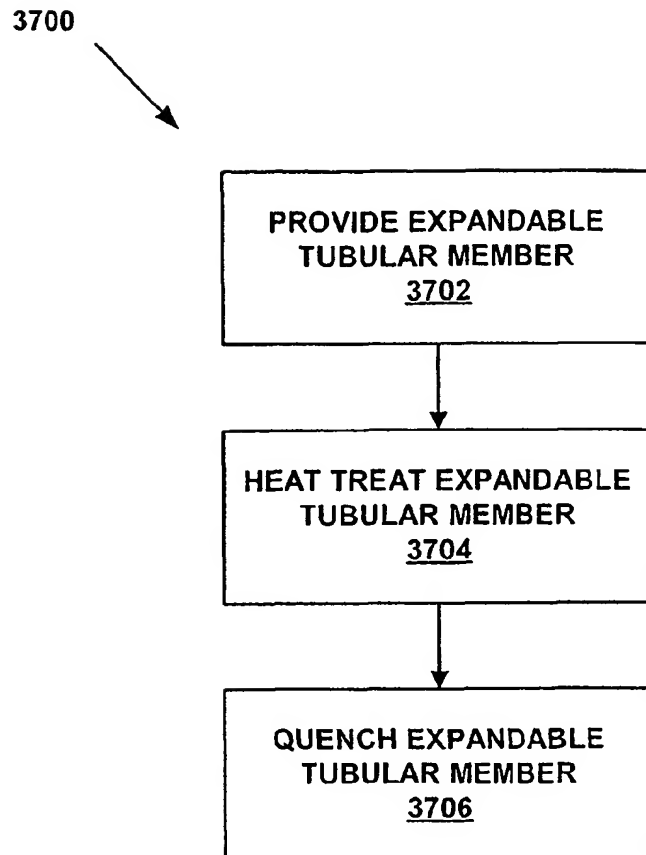 3700
PROVIDE EXPANDABLE
TUBULAR MEMBER
3702
HEAT TREAT EXPANDABLE
TUBULAR MEMBER
3704
QUENCH EXPANDABLE
TUBULAR MEMBER
3706